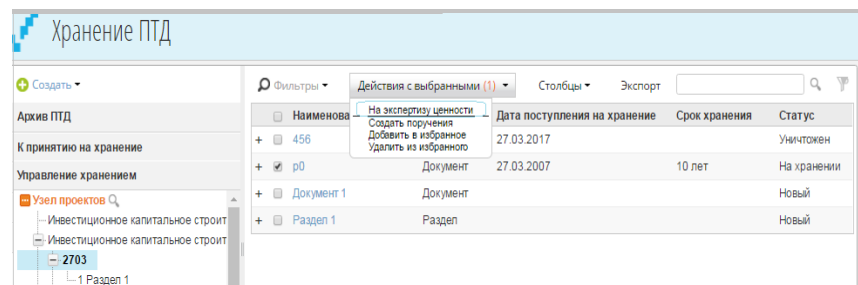 Хранение ПТД
Создать
Фильтры Действия с выбранными (1) Столбцы Экспорт
Архив ПТД
К принятию на хранение
Управление хранением
Узел проектов
Инвестиционное капитальное строит
Инвестиционное капитальное строит
2703
1 Раздел 1
На экспертизу ценности
Создать поручения
Добавить в избранное
Удалить из избранного
Наименова Дата поступления на хранение Срок хранения Статус
+ 456 27.03.2017 Уничтожен
+ p0 Документ 27.03.2007 10 лет На хранении
+ Документ 1 Документ Новый
+ Раздел 1 Раздел Новый